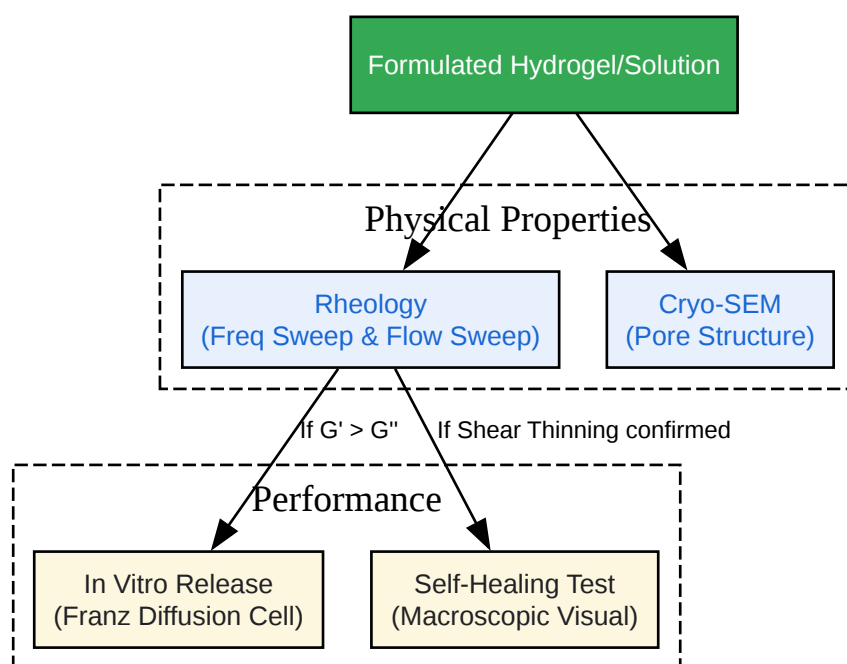 Formulated Hydrogel/Solution
Physical Properties
Rheology
(Freq Sweep & Flow Sweep)
Cryo-SEM
(Pore Structure)
If G' > G''
If Shear Thinning confirmed
Performance
In Vitro Release
(Franz Diffusion Cell)
Self-Healing Test
(Macroscopic Visual)